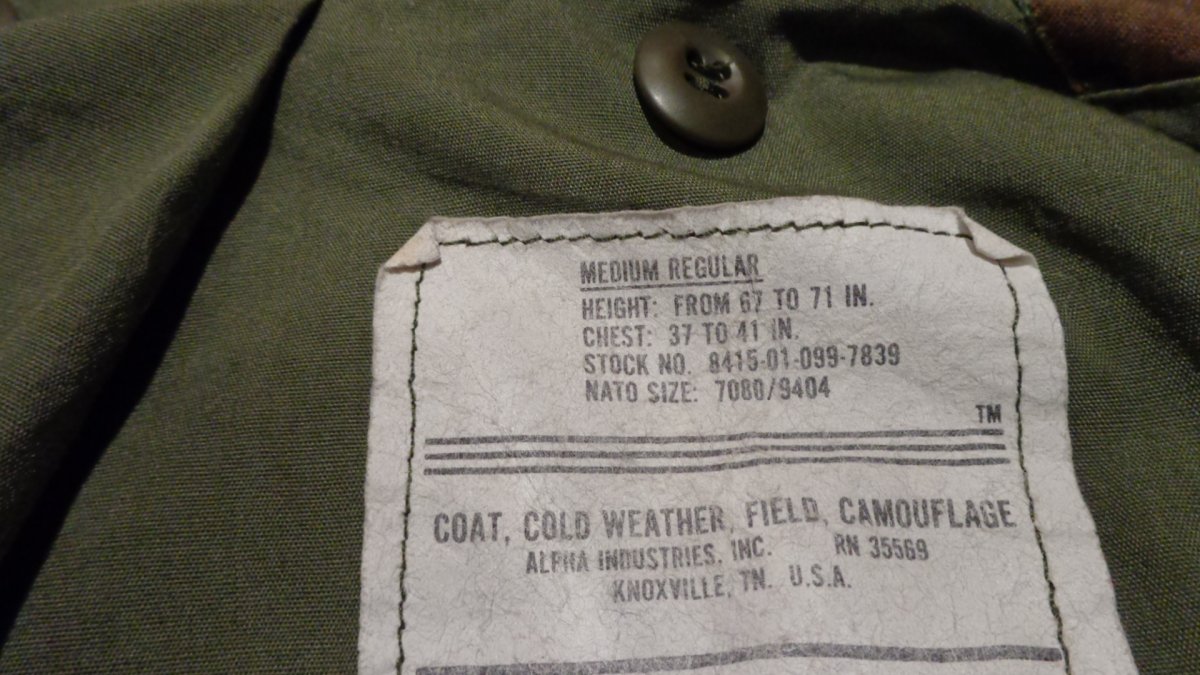 MEDIUM REGULAR
HEIGHT: FROM 67 TO 71 IN.
CHEST: 37 TO 41 IN.
STOCK NO. 8415-01-099-7839
NATO SIZE: 7080/9404
TM
COAT, COLD WEATHER, FIELD, CAMOUFLAGE
ALPHA INDUSTRIES, INC. RN 35569
KNOXVILLE, TN. U.S.A.